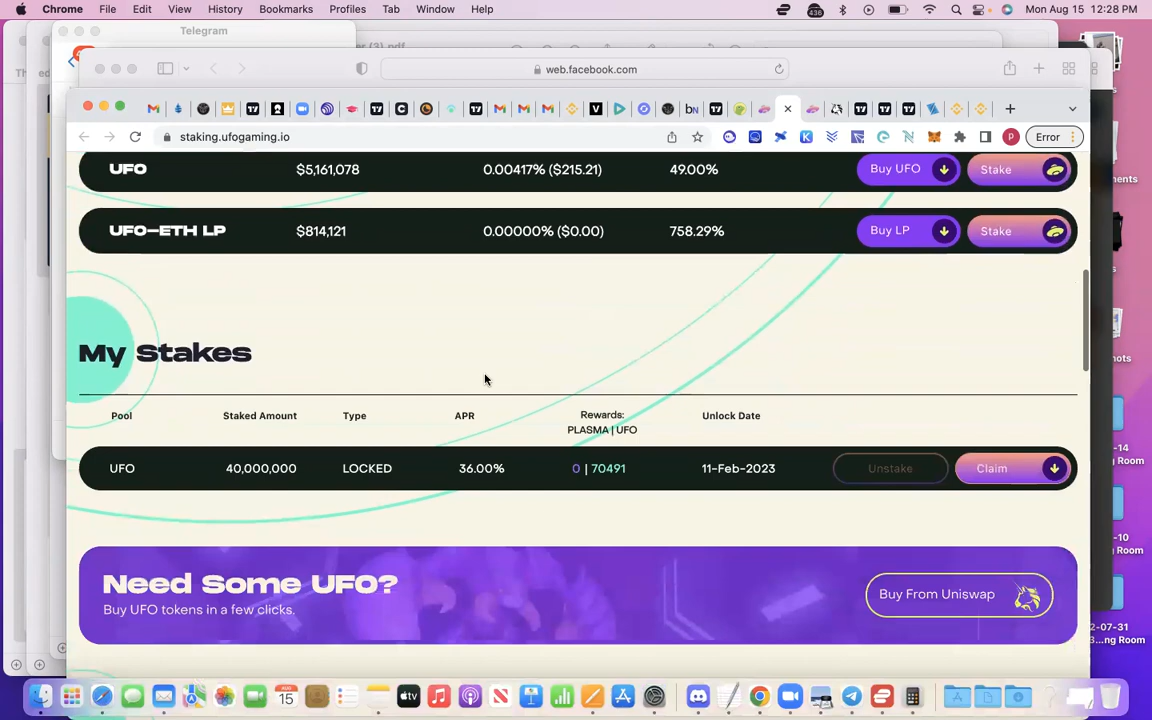 Chrome File Edit View History Bookmarks Profiles Tab Window Help 436 Mon Aug 15 12:28 PM
Telegram
web.facebook.com
staking.ufogaming.io Error
UFO $5,161,078 0.00417% ($215.21) 49.00% Buy UFO Stake
UFO-ETH LP $814,121 0.00000% ($0.00) 758.29% Buy LP Stake
My Stakes
Pool Staked Amount Type APR Rewards: PLASMA | UFO Unlock Date
UFO 40,000,000 LOCKED 36.00% 0 | 70491 11-Feb-2023 Unstake Claim
Need Some UFO?
Buy UFO tokens in a few clicks.
Buy From Uniswap